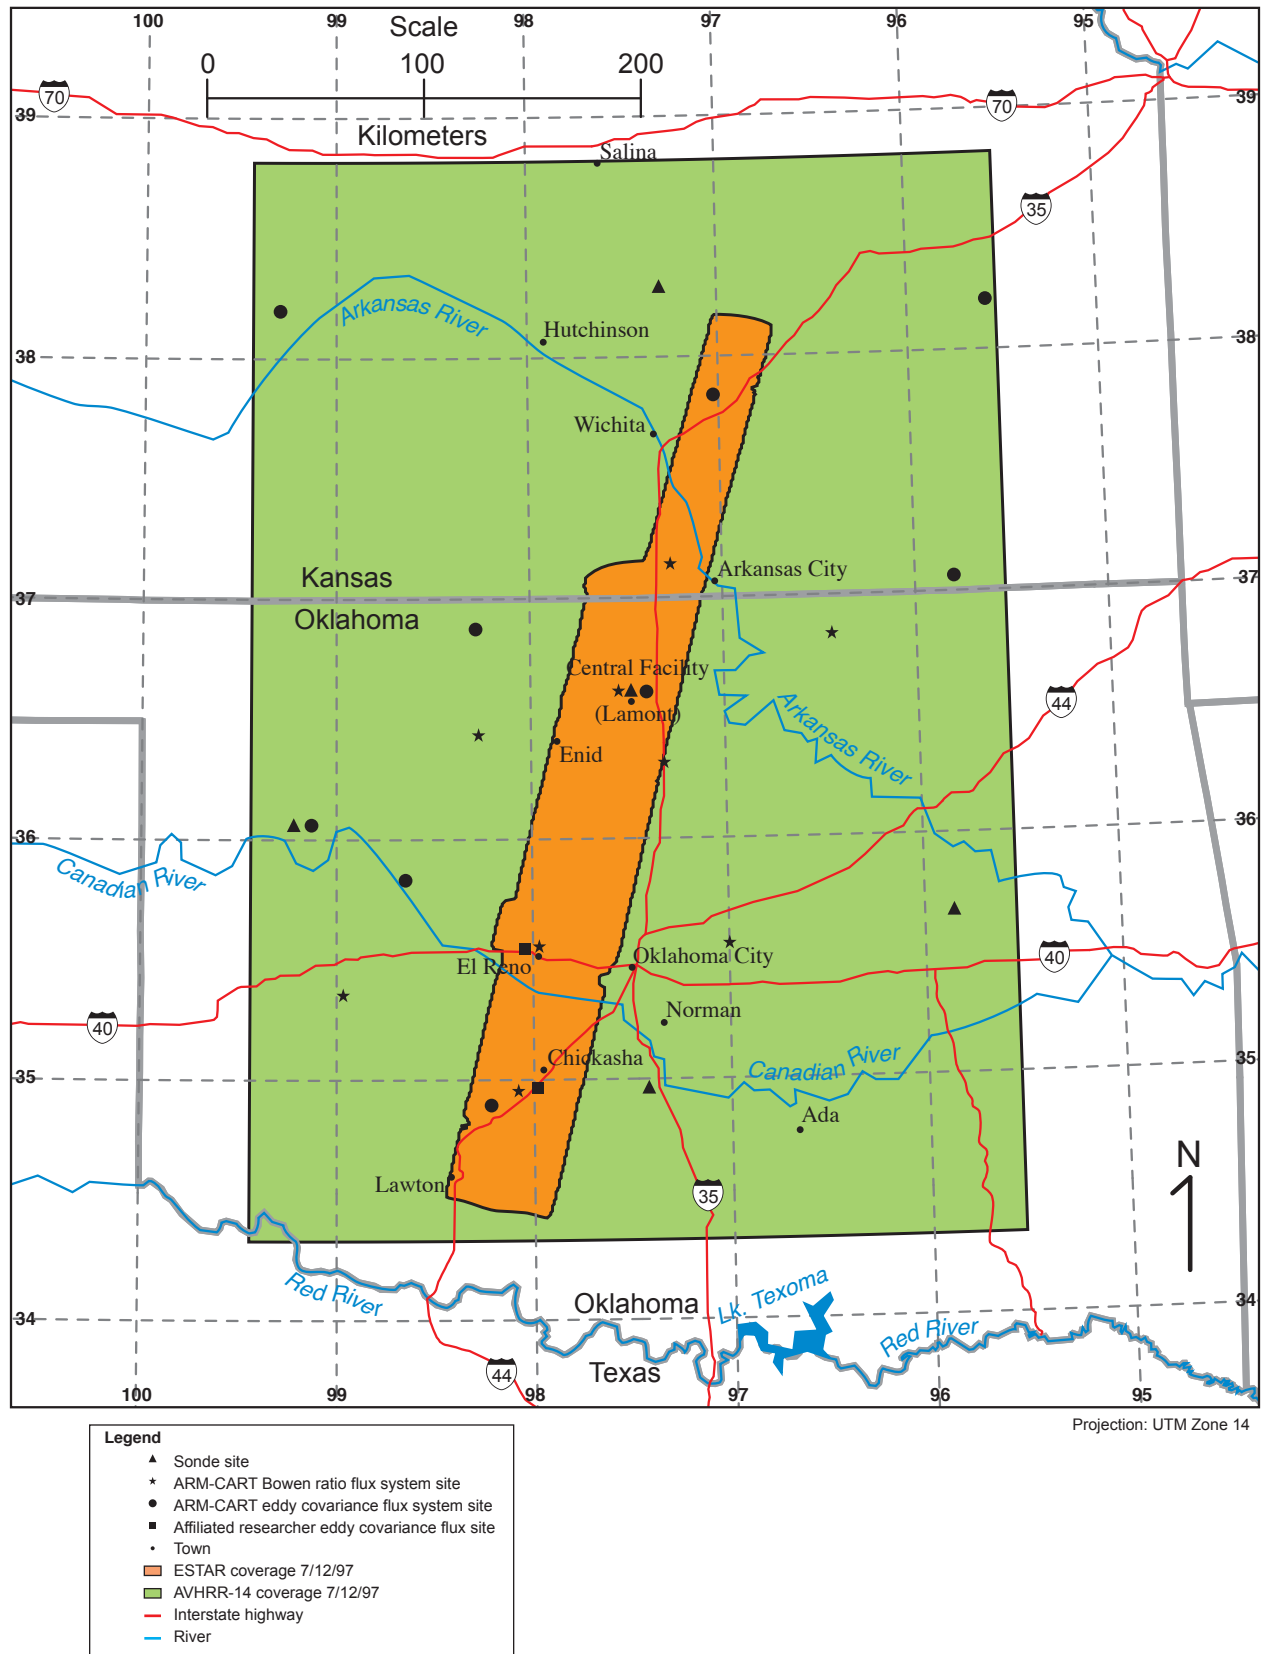 100 99 98 97 96 95
Scale
0 100 200
Kilometers
70
70
39 39
Salina
35
Arkansas River
Hutchinson
38 38
Wichita
Kansas
Arkansas City
37 37
Oklahoma
Central Facility
(Lamont)
44
Arkansas River
Enid
36 36
Canadian River
El Reno
Oklahoma City
40
40
Norman
Chickasha
Canadian River
35 35
Ada
N
Lawton
35
Red River
Oklahoma
Lk. Texoma
34 34
Red River
Texas
44
100 99 98 97 96 95
Projection: UTM Zone 14
Legend
Sonde site
ARM-CART Bowen ratio flux system site
ARM-CART eddy covariance flux system site
Affiliated researcher eddy covariance flux site
Town
ESTAR coverage 7/12/97
AVHRR-14 coverage 7/12/97
Interstate highway
River